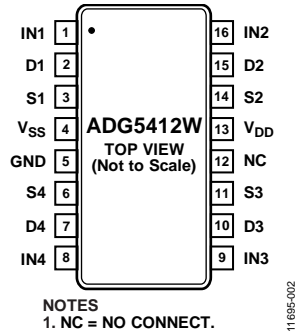 IN1 1 16 IN2
D1 2 15 D2
S1 3 14 S2
VSS 4 ADG5412W 13 VDD
TOP VIEW
GND 5 (Not to Scale) 12 NC
S4 6 11 S3
D4 7 10 D3
IN4 8 9 IN3
NOTES
1. NC = NO CONNECT.
11695-002